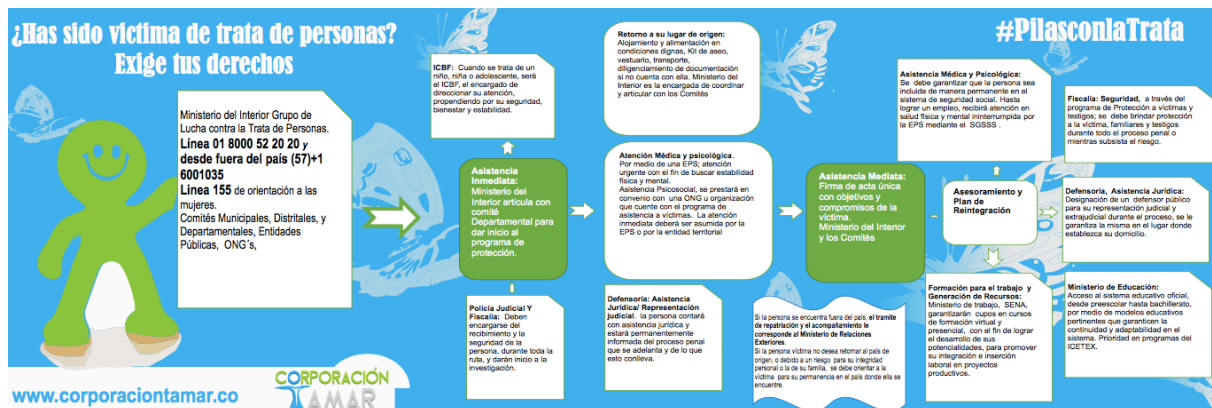 ¿Has sido victima de trata de personas?
Exige tus derechos
#PilasconlaTrata
Ministerio del Interior Grupo de
Lucha contra la Trata de Personas.
Línea 01 8000 52 20 20 y
desde fuera del país (57)+1
6001035
Linea 155 de orientación a las
mujeres.
Comités Municipales, Distritales, y
Departamentales, Entidades
Públicas, ONG´s,
ICBF: Cuando se trata de un
niño, niña o adolescente, será
el ICBF, el encargado de
direccionar su atención,
propendiendo por su seguridad,
bienestar y estabilidad.
Asistencia
Inmediata:
Ministerio del
Interior articula con
comité
Departamental para
dar inicio al
programa de
protección.
Policía Judicial Y
Fiscalía: Deben
encargarse del
recibimiento y la
seguridad de la
persona, durante toda la
ruta, y darán inicio a la
investigación.
Retorno a su lugar de origen:
Alojamiento y alimentación en
condiciones dignas, Kit de aseo,
vestuario, transporte,
diligenciamiento de documentación
si no cuenta con ella. Ministerio del
Interior es la encargada de coordinar
y articular con los Comités
Atención Médica y psicológica.
Por medio de una EPS; atención
urgente con el fin de buscar estabilidad
física y mental.
Asistencia Psicosocial, se prestará en
convenio con una ONG u organización
que cuente con el programa de
asistencia a víctimas. La atención
inmediata deberá ser asumida por la
EPS o por la entidad territorial
Defensoría: Asistencia
Jurídica/ Representación
judicial. la persona contará
con asistencia jurídica y
estará permanentemente
informada del proceso penal
que se adelanta y de lo que
esto conlleva.
Asistencia Mediata:
Firma de acta única
con objetivos y
compromisos de la
víctima.
Ministerio del Interior
y los Comités
Si la persona se encuentra fuera del país, el tramite
de repatriación y el acompañamiento le
corresponde al Ministerio de Relaciones
Exteriores.
Si la persona víctima no desea retornar al país de
origen, o debido a un riesgo para su integridad
personal o la de su familia, se debe orientar a la
víctima para su permanencia en el país donde ella se
encuentre.
Asistencia Médica y Psicológica:
Se debe garantizar que la persona sea
incluida de manera permanente en el
sistema de seguridad social. Hasta
lograr un empleo, recibirá atención en
salud física y mental ininterrumpida por
la EPS mediante el SGSSS .
Asesoramiento y
Plan de
Reintegración
Formación para el trabajo y
Generación de Recursos:
Ministerio de trabajo, SENA,
garantizarán cupos en cursos
de formación virtual y
presencial, con el fin de lograr
el desarrollo de sus
potencialidades, para promover
su integración e inserción
laboral en proyectos
productivos.
Fiscalía: Seguridad, a través del
programa de Protección a víctimas y
testigos; se debe brindar protección
a la víctima, familiares y testigos
durante todo el proceso penal o
mientras subsista el riesgo.
Defensoría, Asistencia Jurídica:
Designación de un defensor público
para su representación judicial y
extrajudicial durante el proceso, se le
garantiza la misma en el lugar donde
establezca su domicilio.
Ministerio de Educación:
Acceso al sistema educativo oficial,
desde preescolar hasta bachillerato,
por medio de modelos educativos
pertinentes que garanticen la
continuidad y adaptabilidad en el
sistema. Prioridad en programas del
ICETEX.
www.corporaciontamar.co
CORPORACIÓN
TAMAR